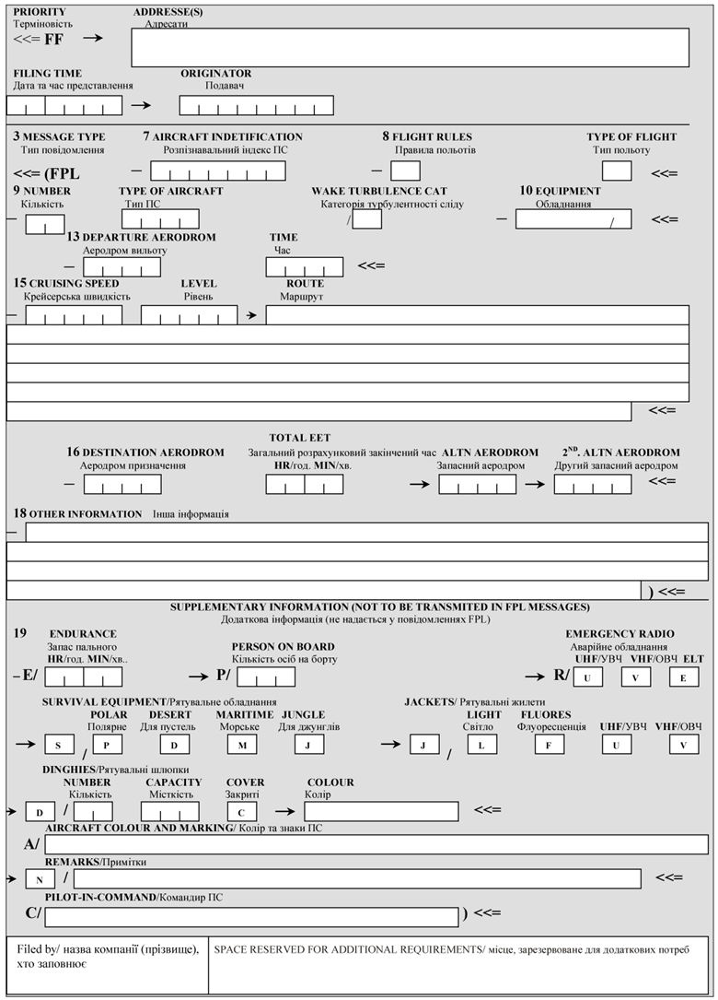 PRIORITY ADDRESSE(S)
Терміновість Адресати
<<= FF →
FILING TIME ORIGINATOR
Дата та час представлення Подавач
→
3 MESSAGE TYPE 7 AIRCRAFT INDETIFICATION 8 FLIGHT RULES TYPE OF FLIGHT
Тип повідомлення Розпізнавальний індекс ПС Правила польотів Тип польоту
<<= (FPL – – <<=
9 NUMBER TYPE OF AIRCRAFT WAKE TURBULENCE CAT 10 EQUIPMENT
Кількість Тип ПС Категорія турбулентності сліду Обладнання
– / – / <<=
13 DEPARTURE AERODROM TIME
Аеродром вильоту Час
– <<=
15 CRUISING SPEED LEVEL ROUTE
Крейсерська швидкість Рівень Маршрут
– →
<<=
TOTAL EET
16 DESTINATION AERODROM Загальний розрахунковий закінчений час ALTN AERODROM 2ND. ALTN AERODROM
Аеродром призначення HR/год. MIN/хв. Запасний аеродром Другий запасний аеродром
– → → <<=
18 OTHER INFORMATION Інша інформація
–
) <<=
SUPPLEMENTARY INFORMATION (NOT TO BE TRANSMITED IN FPL MESSAGES)
Додаткова інформація (не надається у повідомленнях FPL)
19 ENDURANCE EMERGENCY RADIO
Запас пального PERSON ON BOARD Аварійне обладнання
HR/год. MIN/хв.. Кількість осіб на борту UHF/УВЧ VHF/ОВЧ ELT
– E/ → P/ → R/ U V E
SURVIVAL EQUIPMENT/Рятувальне обладнання JACKETS/ Рятувальні жилети
POLAR DESERT MARITIME JUNGLE LIGHT FLUORES
Полярне Для пустель Морське Для джунглів Світло Флуоресценція UHF/УВЧ VHF/ОВЧ
→ S / P D M J → J / L F U V
DINGHIES/Рятувальні шлюпки
NUMBER CAPACITY COVER COLOUR
Кількість Місткість Закриті Колір
→ D / C → <<=
AIRCRAFT COLOUR AND MARKING/ Колір та знаки ПС
A/
REMARKS/Примітки
→ N / <<=
PILOT-IN-COMMAND/Командир ПС
C/ ) <<=
Filed by/ назва компанії (прізвище), SPACE RESERVED FOR ADDITIONAL REQUIREMENTS/ місце, зарезервоване для додаткових потреб
хто заповнює